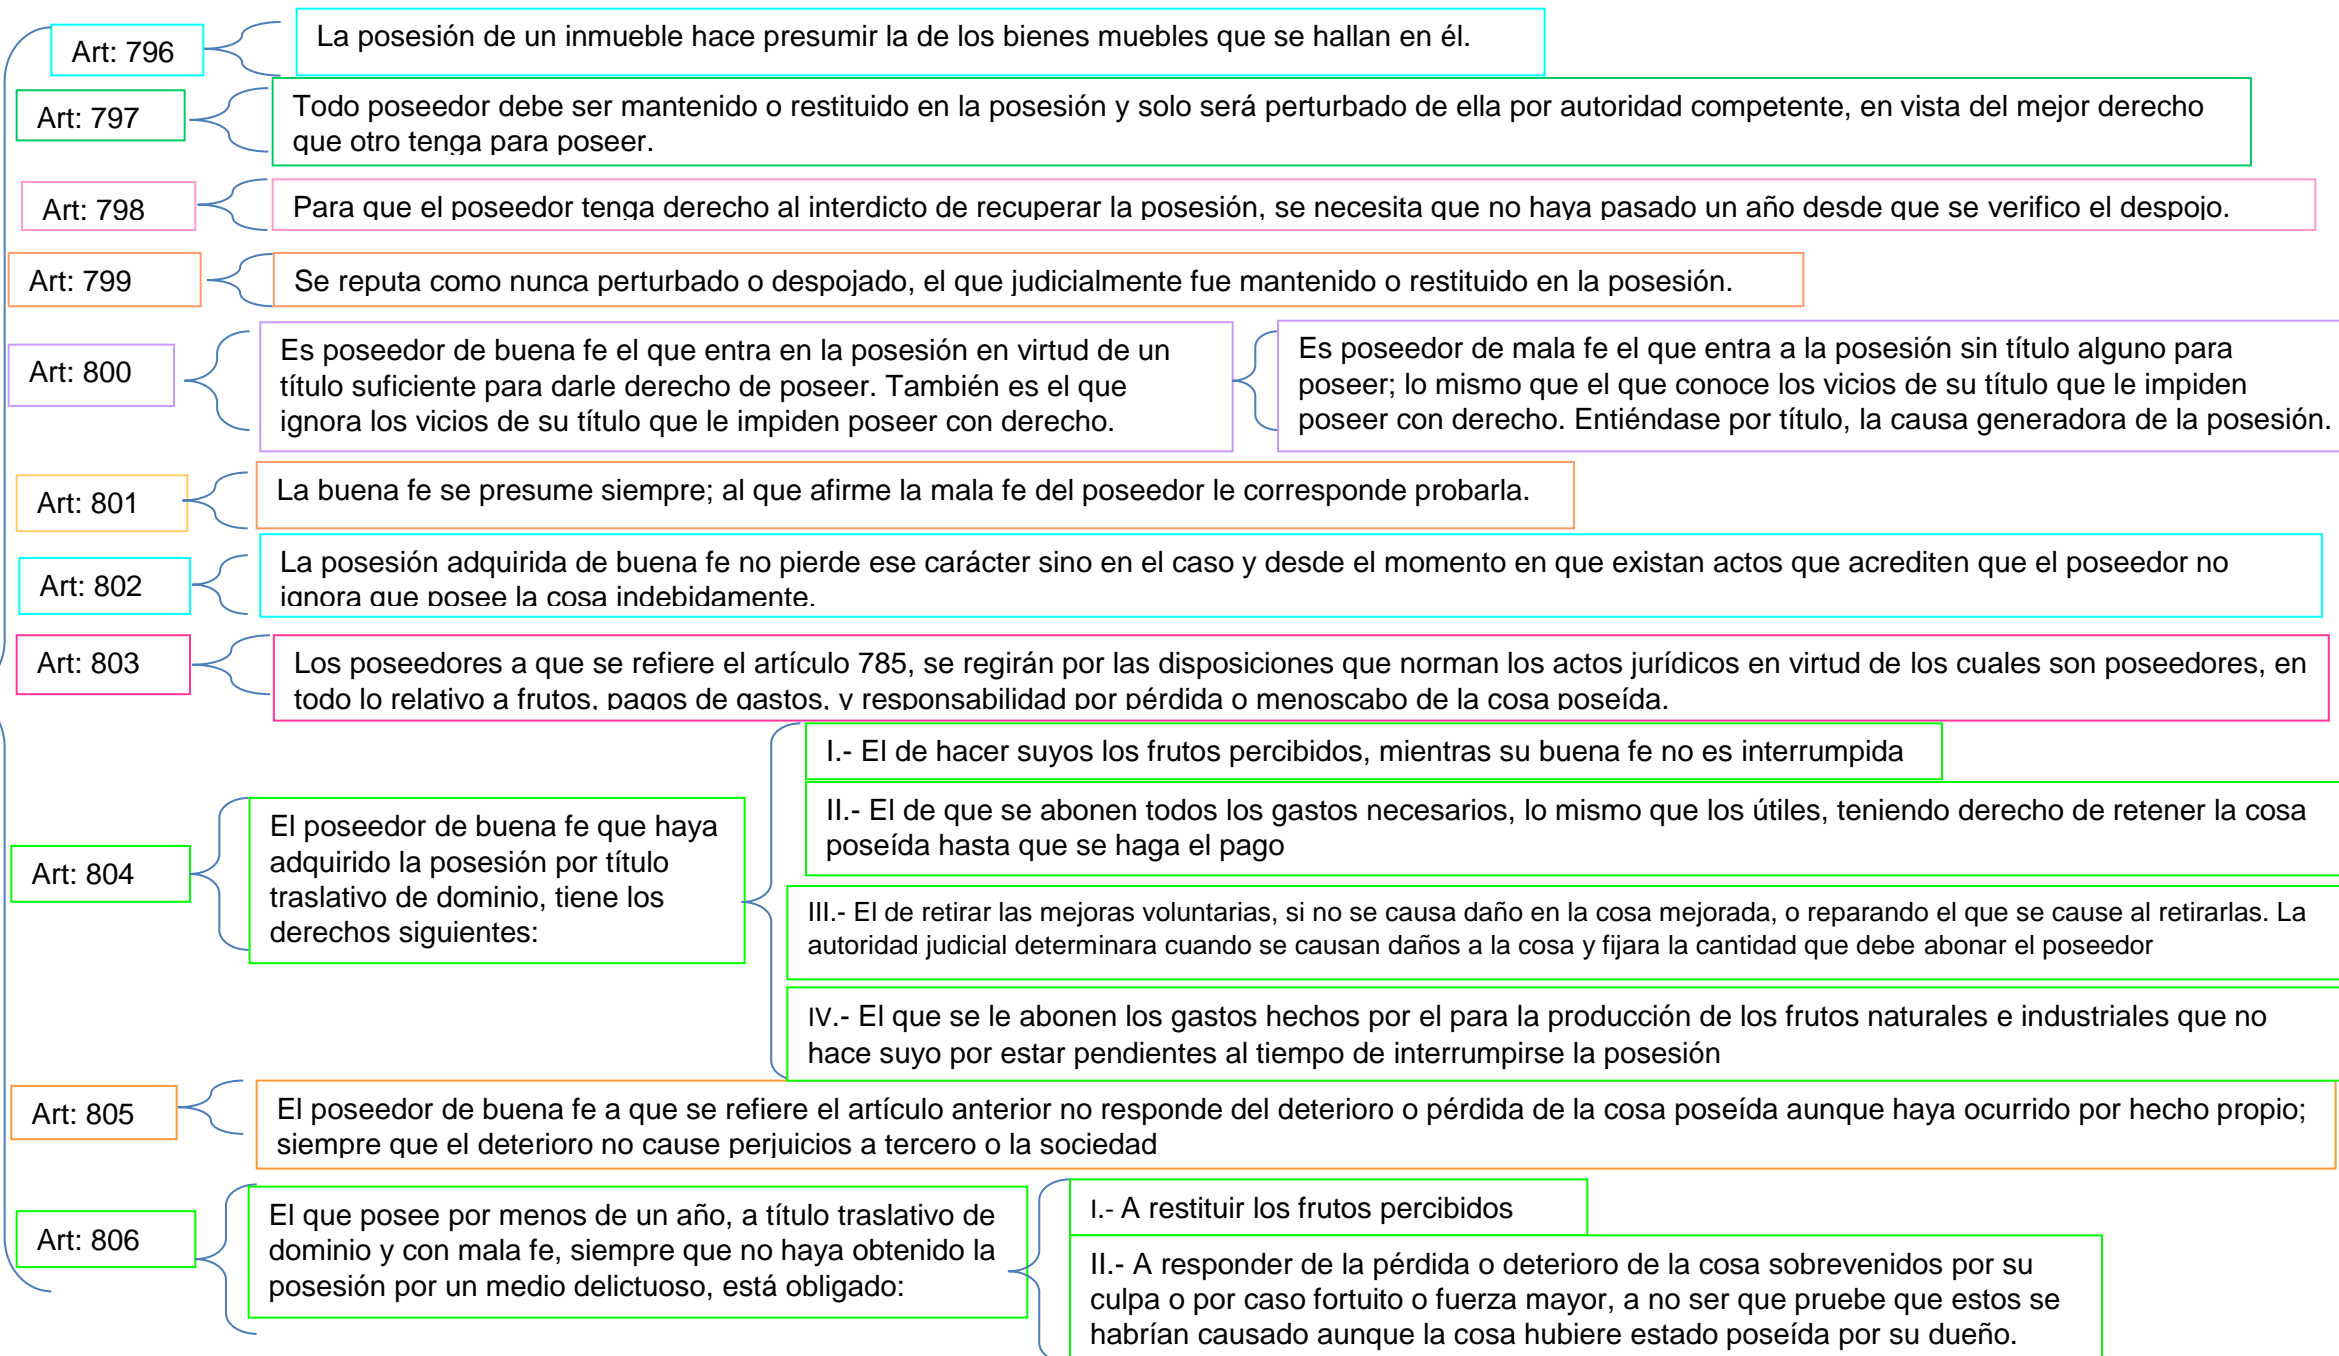 Art: 796
La posesión de un inmueble hace presumir la de los bienes muebles que se hallan en él.
Art: 797
Todo poseedor debe ser mantenido o restituido en la posesión y solo será perturbado de ella por autoridad competente, en vista del mejor derecho
que otro tenga para poseer.
Art: 798
Para que el poseedor tenga derecho al interdicto de recuperar la posesión, se necesita que no haya pasado un año desde que se verifico el despojo.
Art: 799
Se reputa como nunca perturbado o despojado, el que judicialmente fue mantenido o restituido en la posesión.
Art: 800
Es poseedor de buena fe el que entra en la posesión en virtud de un
título suficiente para darle derecho de poseer. También es el que
ignora los vicios de su título que le impiden poseer con derecho.
Es poseedor de mala fe el que entra a la posesión sin título alguno para
poseer; lo mismo que el que conoce los vicios de su título que le impiden
poseer con derecho. Entiéndase por título, la causa generadora de la posesión.
Art: 801
La buena fe se presume siempre; al que afirme la mala fe del poseedor le corresponde probarla.
Art: 802
La posesión adquirida de buena fe no pierde ese carácter sino en el caso y desde el momento en que existan actos que acrediten que el poseedor no
ignora que posee la cosa indebidamente.
Art: 803
Los poseedores a que se refiere el artículo 785, se regirán por las disposiciones que norman los actos jurídicos en virtud de los cuales son poseedores, en
todo lo relativo a frutos, pagos de gastos, y responsabilidad por pérdida o menoscabo de la cosa poseída.
Art: 804
El poseedor de buena fe que haya
adquirido la posesión por título
traslativo de dominio, tiene los
derechos siguientes:
I.- El de hacer suyos los frutos percibidos, mientras su buena fe no es interrumpida
II.- El de que se abonen todos los gastos necesarios, lo mismo que los útiles, teniendo derecho de retener la cosa
poseída hasta que se haga el pago
III.- El de retirar las mejoras voluntarias, si no se causa daño en la cosa mejorada, o reparando el que se cause al retirarlas. La
autoridad judicial determinara cuando se causan daños a la cosa y fijara la cantidad que debe abonar el poseedor
IV.- El que se le abonen los gastos hechos por el para la producción de los frutos naturales e industriales que no
hace suyo por estar pendientes al tiempo de interrumpirse la posesión
Art: 805
El poseedor de buena fe a que se refiere el artículo anterior no responde del deterioro o pérdida de la cosa poseída aunque haya ocurrido por hecho propio;
siempre que el deterioro no cause perjuicios a tercero o la sociedad
Art: 806
El que posee por menos de un año, a título traslativo de
dominio y con mala fe, siempre que no haya obtenido la
posesión por un medio delictuoso, está obligado:
I.- A restituir los frutos percibidos
II.- A responder de la pérdida o deterioro de la cosa sobrevenidos por su
culpa o por caso fortuito o fuerza mayor, a no ser que pruebe que estos se
habrían causado aunque la cosa hubiere estado poseída por su dueño.